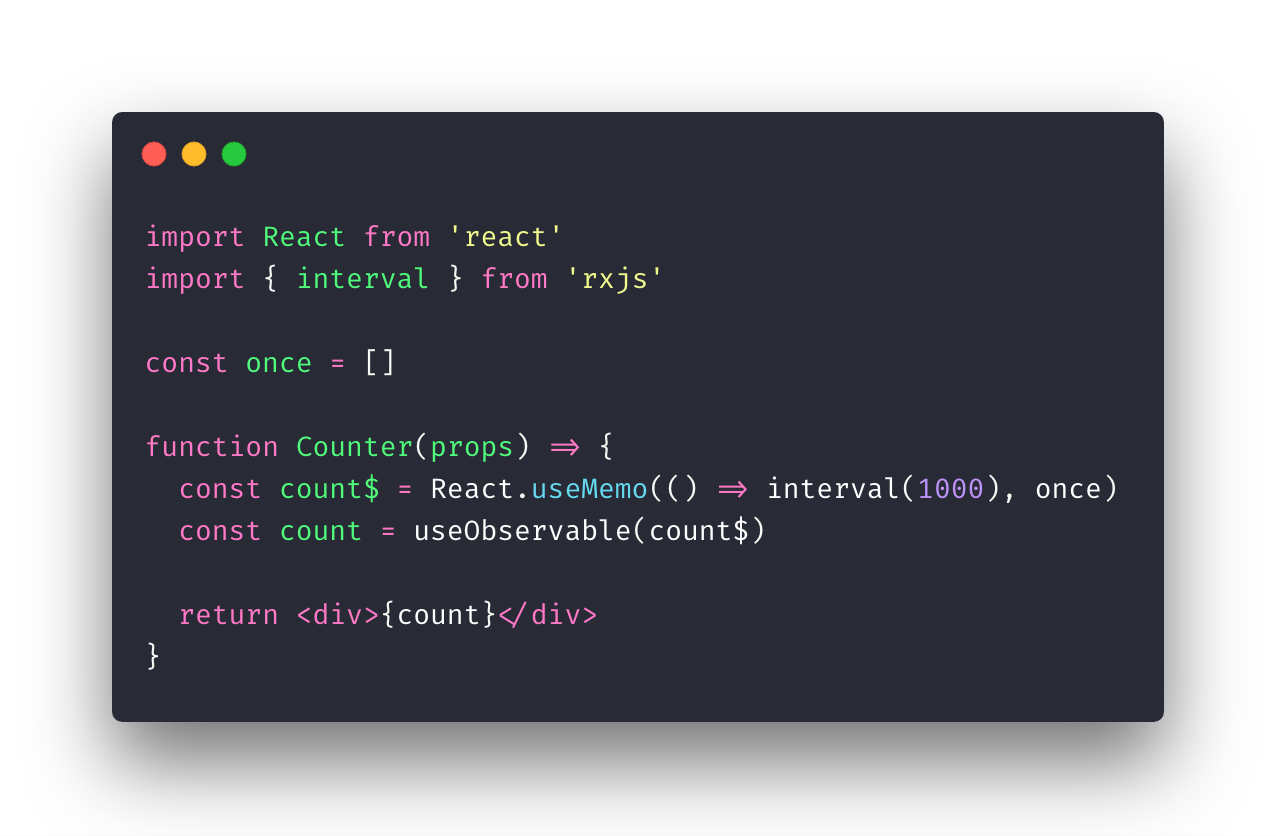 import React from 'react'
import { interval } from 'rxjs'
const once = []
function Counter(props) => {
const count$ = React.useMemo(() => interval(1000), once)
const count = useObservable(count$)
return <div>{count}</div>
}